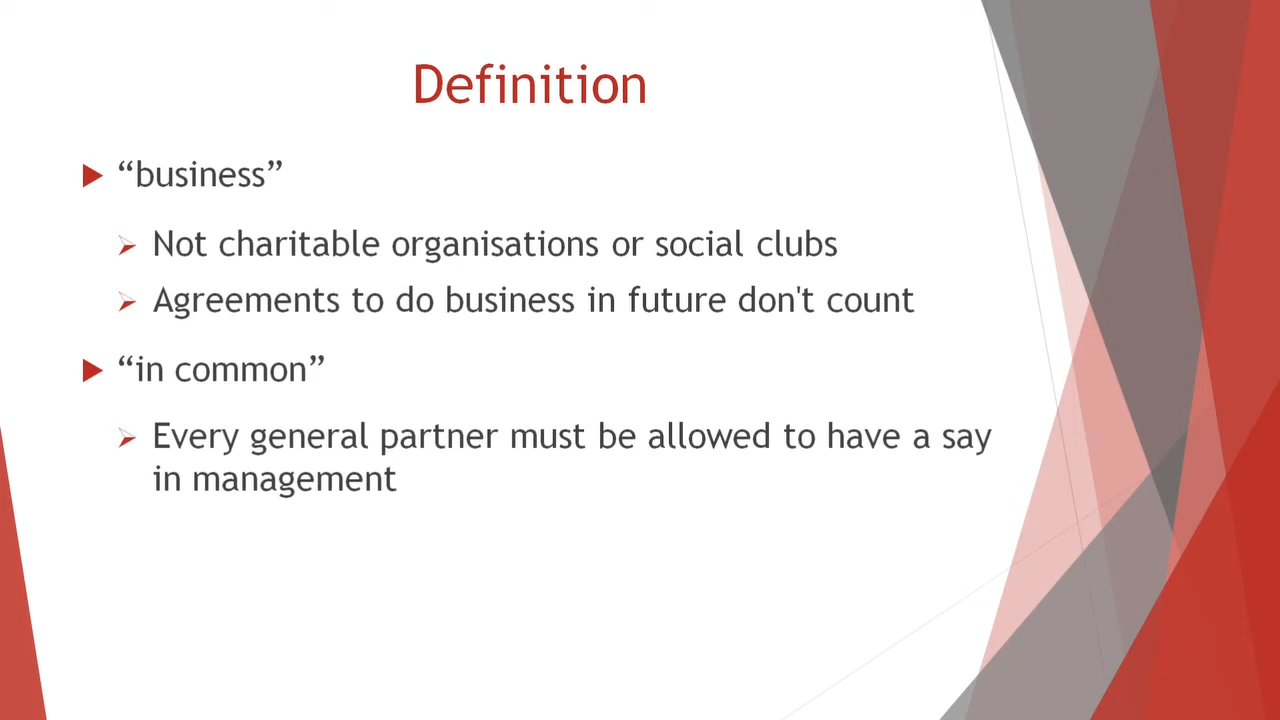 Definition
“business”
Not charitable organisations or social clubs
Agreements to do business in future don't count
“in common”
Every general partner must be allowed to have a say
in management